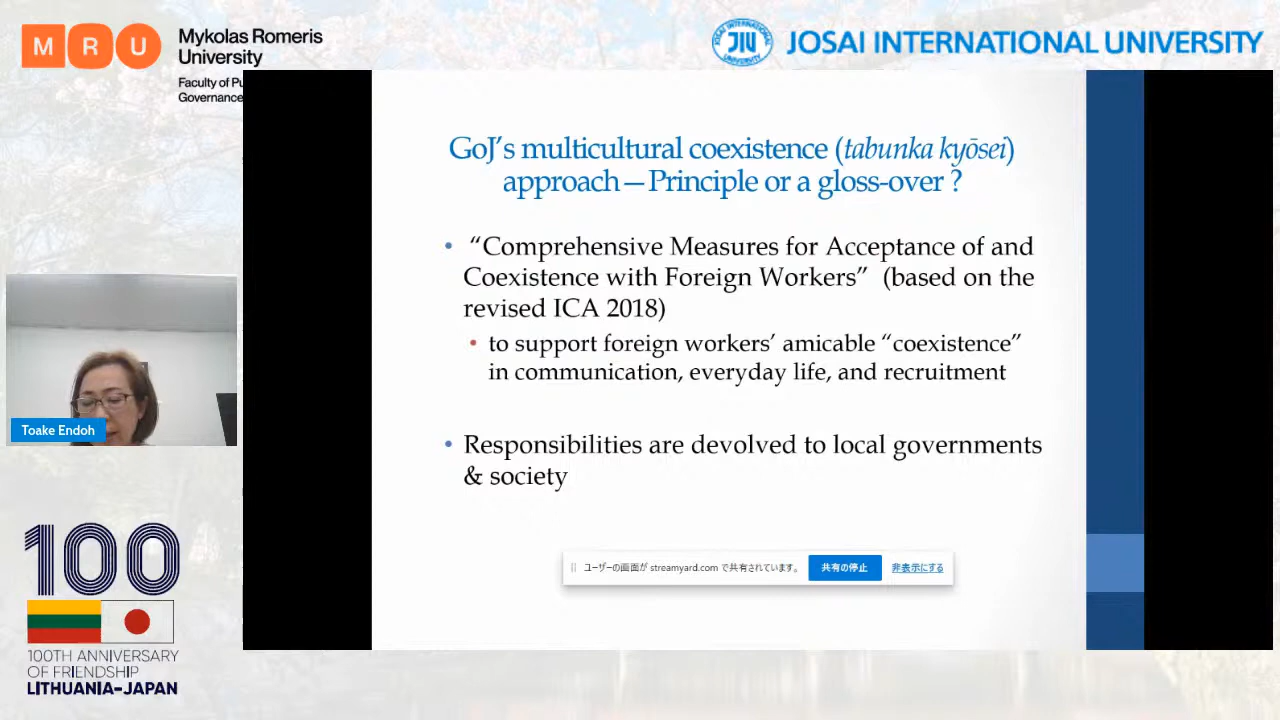 MRU
Mykolas Romeris
University
Faculty of Pu
Governance
JIU
JOSAI INTERNATIONAL UNIVERSITY
GoJ’s multicultural coexistence (tabunka kyōsei)
approach—Principle or a gloss-over ?
• “Comprehensive Measures for Acceptance of and
Coexistence with Foreign Workers” (based on the
revised ICA 2018)
• to support foreign workers’ amicable “coexistence”
in communication, everyday life, and recruitment
• Responsibilities are devolved to local governments
& society
Toake Endoh
ユーザーの画面が streamyard.com で共有されています。 共有の停止 非表示にする
100
100TH ANNIVERSARY
OF FRIENDSHIP
LITHUANIA–JAPAN